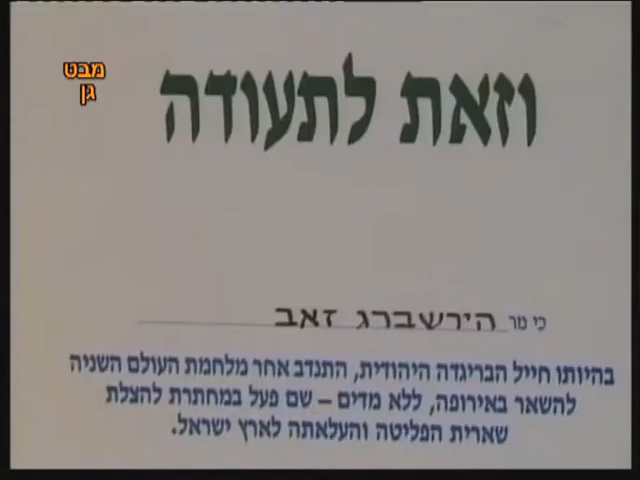 מבט
גן
וזאת לתעודה
כי מר הירשברג זאב
בהיותו חייל הבריגדה היהודית, התנדב אחר מלחמת העולם השניה
להשאר באירופה, ללא מדים – שם פעל במחתרת להצלת
שארית הפליטה והעלאתה לארץ ישראל.